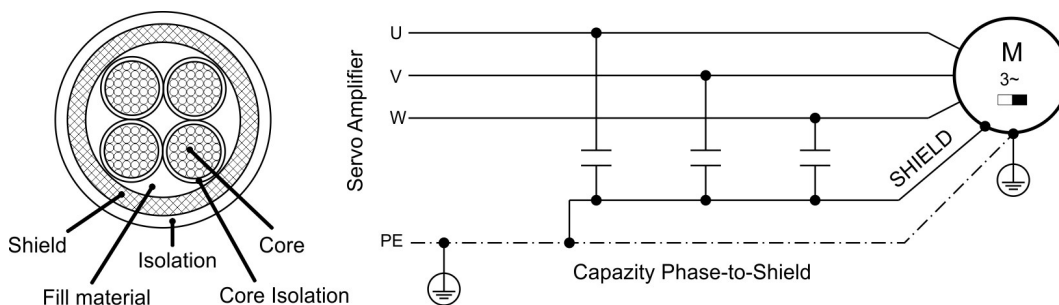 Shield
Isolation
Core
Fill material
Core Isolation
Servo Amplifier
U
V
W
PE
M
3~
SHIELD
Capazity Phase-to-Shield